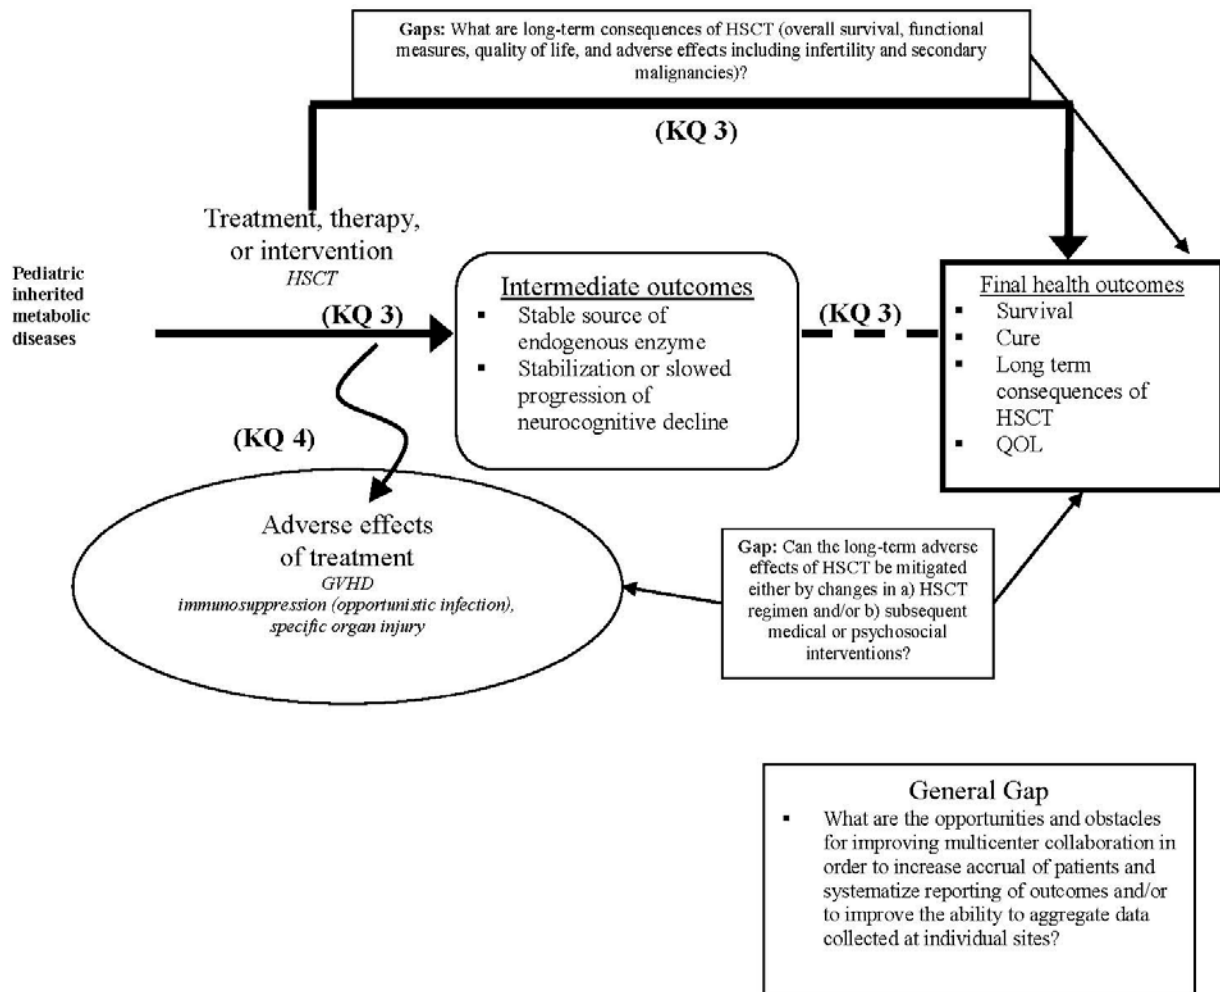 Gaps: What are long-term consequences of HSCT (overall survival, functional
measures, quality of life, and adverse effects including infertility and secondary
malignancies)?
(KQ 3)
Treatment, therapy,
or intervention
HSCT
Pediatric
inherited
metabolic
diseases
(KQ 3)
Intermediate outcomes
▪ Stable source of
endogenous enzyme
▪ Stabilization or slowed
progression of
neurocognitive decline
(KQ 3)
Final health outcomes
▪ Survival
▪ Cure
▪ Long term
consequences of
HSCT
▪ QOL
(KQ 4)
Adverse effects
of treatment
GVHD
immunosuppression (opportunistic infection),
specific organ injury
Gap: Can the long-term adverse
effects of HSCT be mitigated
either by changes in a) HSCT
regimen and/or b) subsequent
medical or psychosocial
interventions?
General Gap
▪ What are the opportunities and obstacles
for improving multicenter collaboration in
order to increase accrual of patients and
systematize reporting of outcomes and/or
to improve the ability to aggregate data
collected at individual sites?